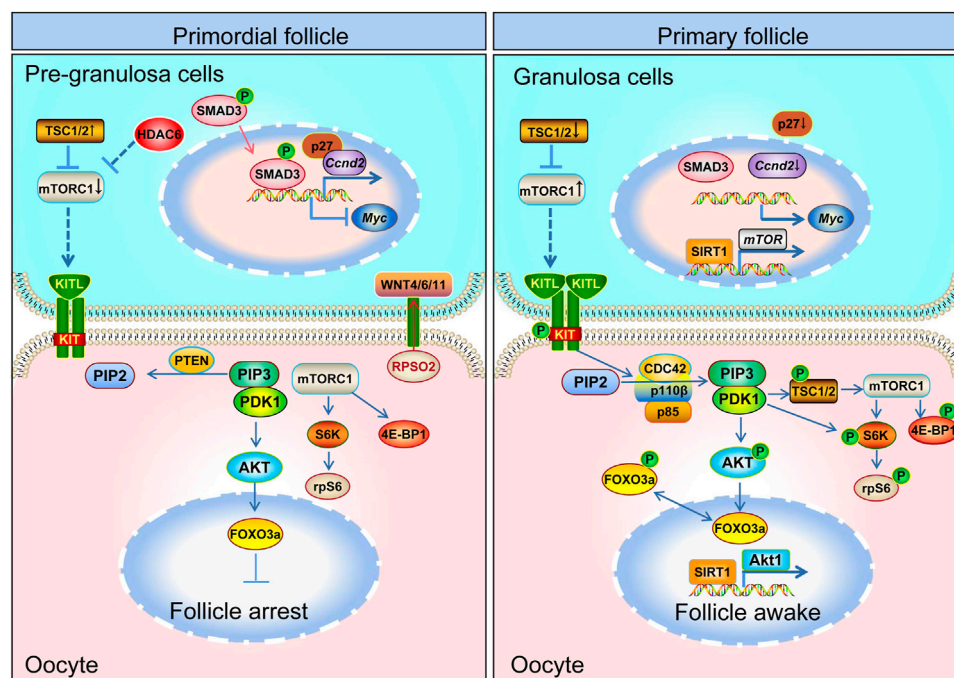 Primordial follicle
Pre-granulosa cells
TSC1/2↑
HDAC6
mTORC1↓
SMAD3
P
P
p27
Ccnd2
SMAD3
Myc
KITL
KIT
WNT4/6/11
RPSO2
PTEN
PIP2
PIP3
PDK1
mTORC1
S6K
4E-BP1
rpS6
AKT
FOXO3a
Follicle arrest
Oocyte
Primary follicle
Granulosa cells
TSC1/2↓
mTORC1↑
p27↓
SMAD3
Ccnd2↓
Myc
SIRT1
mTOR
KITL
KITL
P
KIT
PIP2
CDC42
p110β
p85
PIP3
PDK1
P
TSC1/2
mTORC1
P
S6K
P
4E-BP1
P
rpS6
AKT
P
P
FOXO3a
FOXO3a
SIRT1
Akt1
Follicle awake
Oocyte